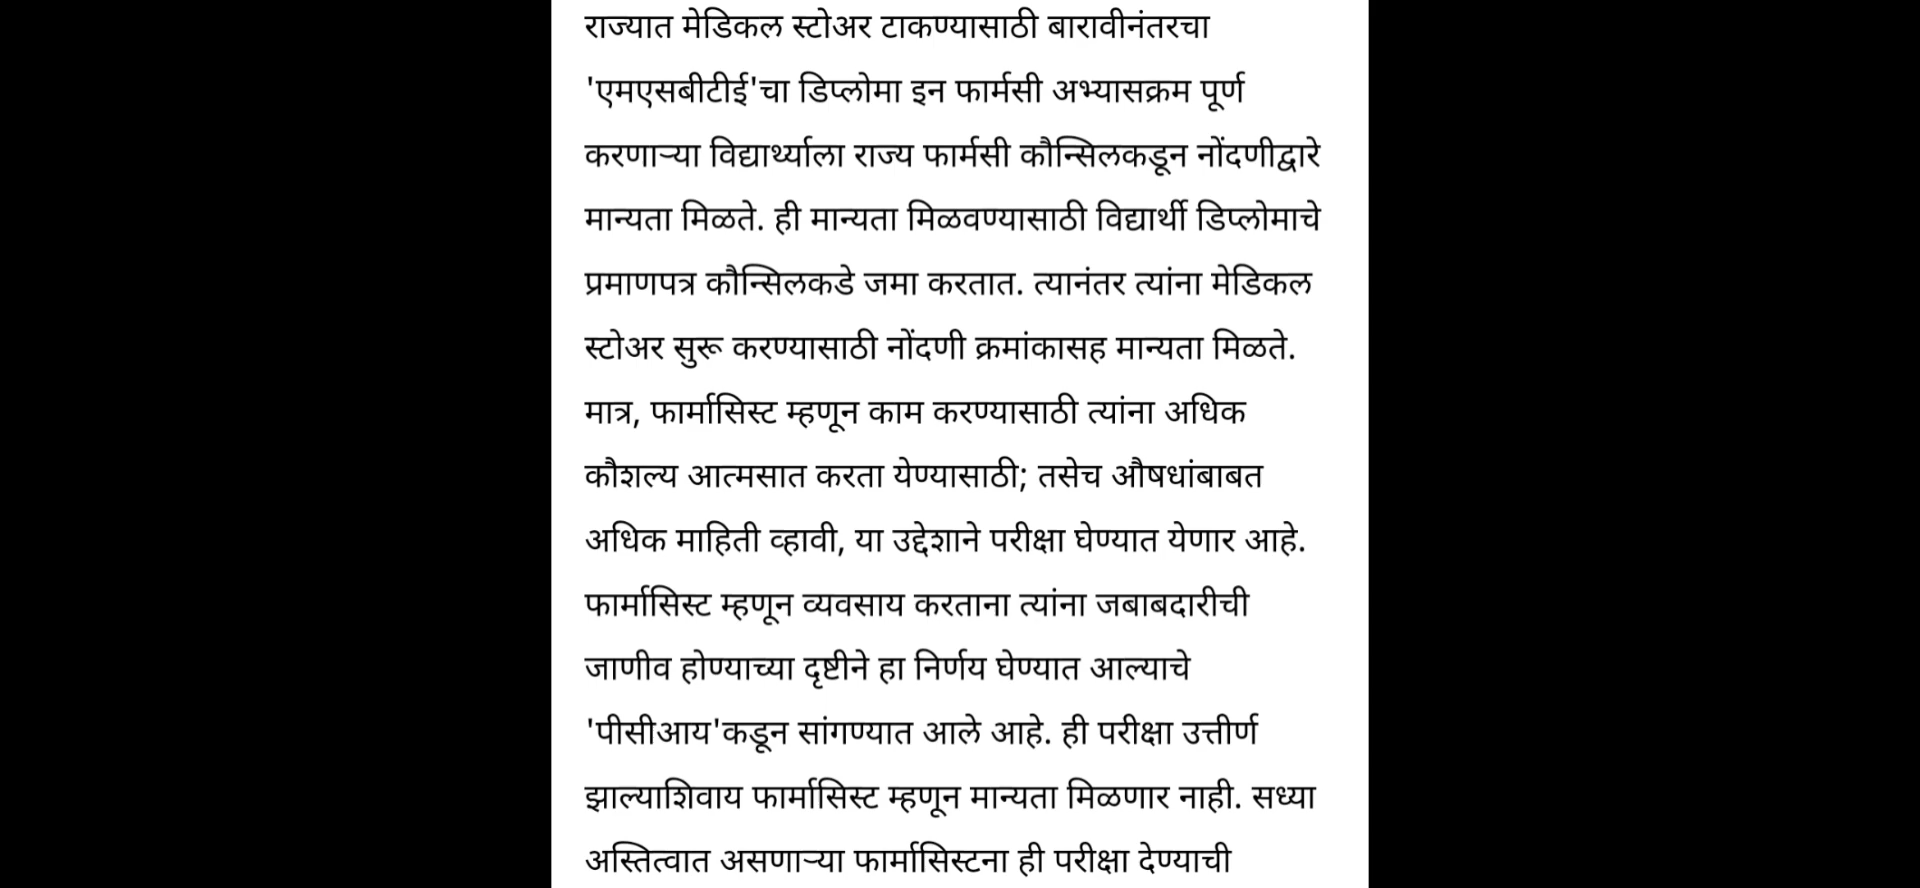 राज्यात मेडिकल स्टोअर टाकण्यासाठी बारावीनंतरचा
'एमएसबीटीई'चा डिप्लोमा इन फार्मसी अभ्यासक्रम पूर्ण
करणाऱ्या विद्यार्थ्याला राज्य फार्मसी कौन्सिलकडून नोंदणीद्वारे
मान्यता मिळते. ही मान्यता मिळवण्यासाठी विद्यार्थी डिप्लोमाचे
प्रमाणपत्र कौन्सिलकडे जमा करतात. त्यानंतर त्यांना मेडिकल
स्टोअर सुरू करण्यासाठी नोंदणी क्रमांकासह मान्यता मिळते.
मात्र, फार्मासिस्ट म्हणून काम करण्यासाठी त्यांना अधिक
कौशल्य आत्मसात करता येण्यासाठी; तसेच औषधांबाबत
अधिक माहिती व्हावी, या उद्देशाने परीक्षा घेण्यात येणार आहे.
फार्मासिस्ट म्हणून व्यवसाय करताना त्यांना जबाबदारीची
जाणीव होण्याच्या दृष्टीने हा निर्णय घेण्यात आल्याचे
'पीसीआय'कडून सांगण्यात आले आहे. ही परीक्षा उत्तीर्ण
झाल्याशिवाय फार्मासिस्ट म्हणून मान्यता मिळणार नाही. सध्या
अस्तित्वात असणाऱ्या फार्मासिस्टना ही परीक्षा देण्याची